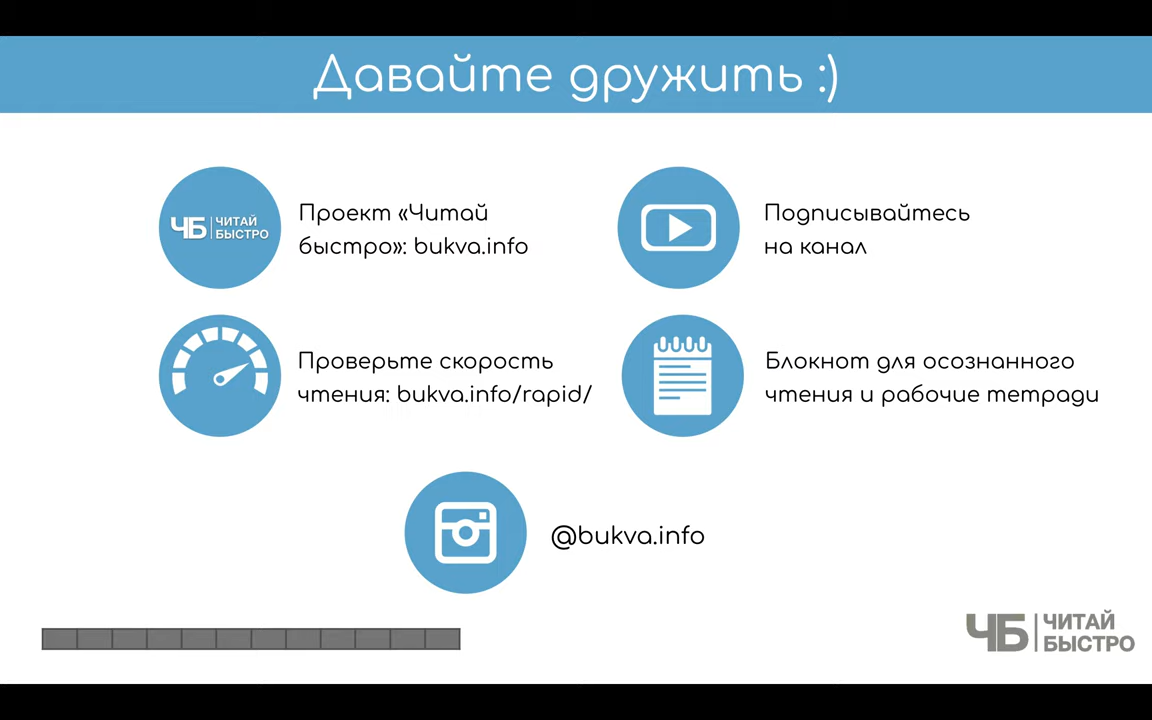 Давайте дружить :)
ЧБ ЧИТАЙ
БЫСТРО
Проект «Читай
быстро»: bukva.info
Подписывайтесь
на канал
Проверьте скорость
чтения: bukva.info/rapid/
Блокнот для осознанного
чтения и рабочие тетради
@bukva.info
ЧБ ЧИТАЙ
БЫСТРО